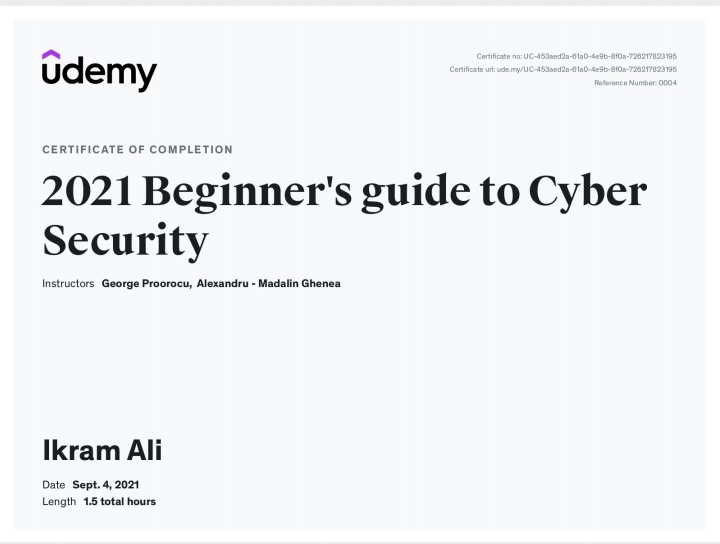 udemy
Certificate no: UC-453aed2a-61a0-4e9b-8f0a-7262f7823195
Certificate url: ude.my/UC-453aed2a-61a0-4e9b-8f0a-7262f7823195
Reference Number: 0004
CERTIFICATE OF COMPLETION
2021 Beginner's guide to Cyber
Security
Instructors George Proorocu, Alexandru - Madalin Ghenea
Ikram Ali
Date Sept. 4, 2021
Length 1.5 total hours